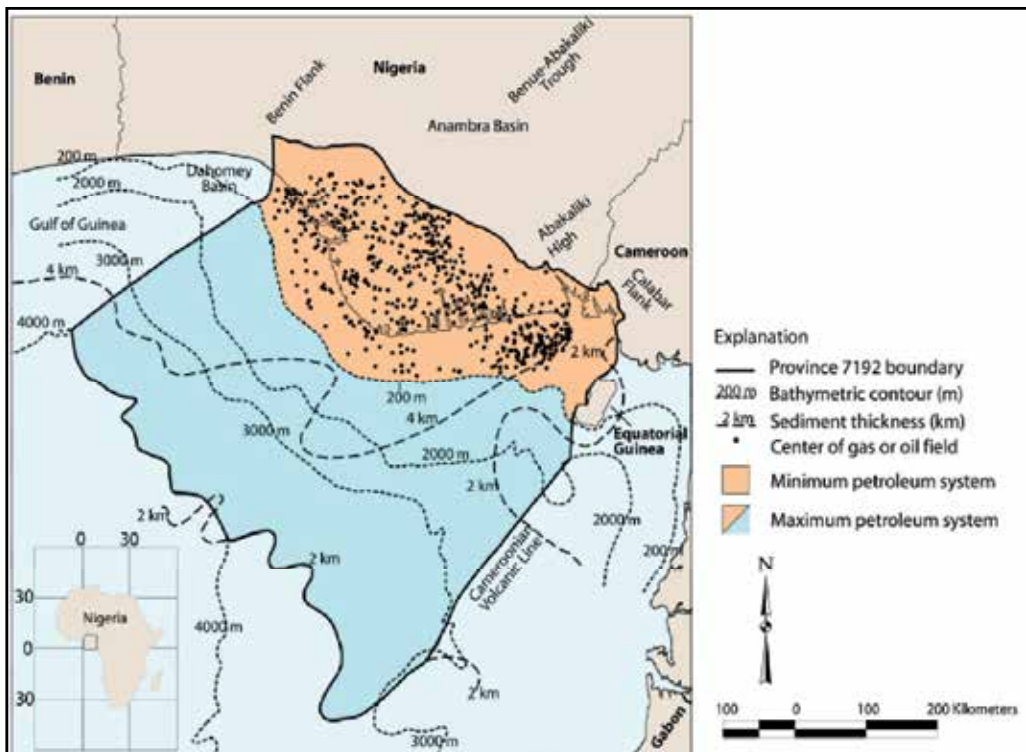 Benin
Nigeria
Benin Flank
Benue-Abakaliki
Trough
Anambra Basin
200 m
2000 m
Dahomey
Basin
Gulf of Guinea
3000 m
4 km
4000 m
Abakaliki
High
Cameroon
Calabar
Flank
2 km
200 m
4 km
3000 m
2000 m
Equatorial
Guinea
2 km
2000 m
200 m
2 km
2 km
Cameroonian
Volcanic Line
4000 m
2 km
3000 m
Gabon
0 30
30
Nigeria
0
30
Explanation
Province 7192 boundary
200 m Bathymetric contour (m)
2 km Sediment thickness (km)
Center of gas or oil field
Minimum petroleum system
Maximum petroleum system
N
100 0 100 200 Kilometers